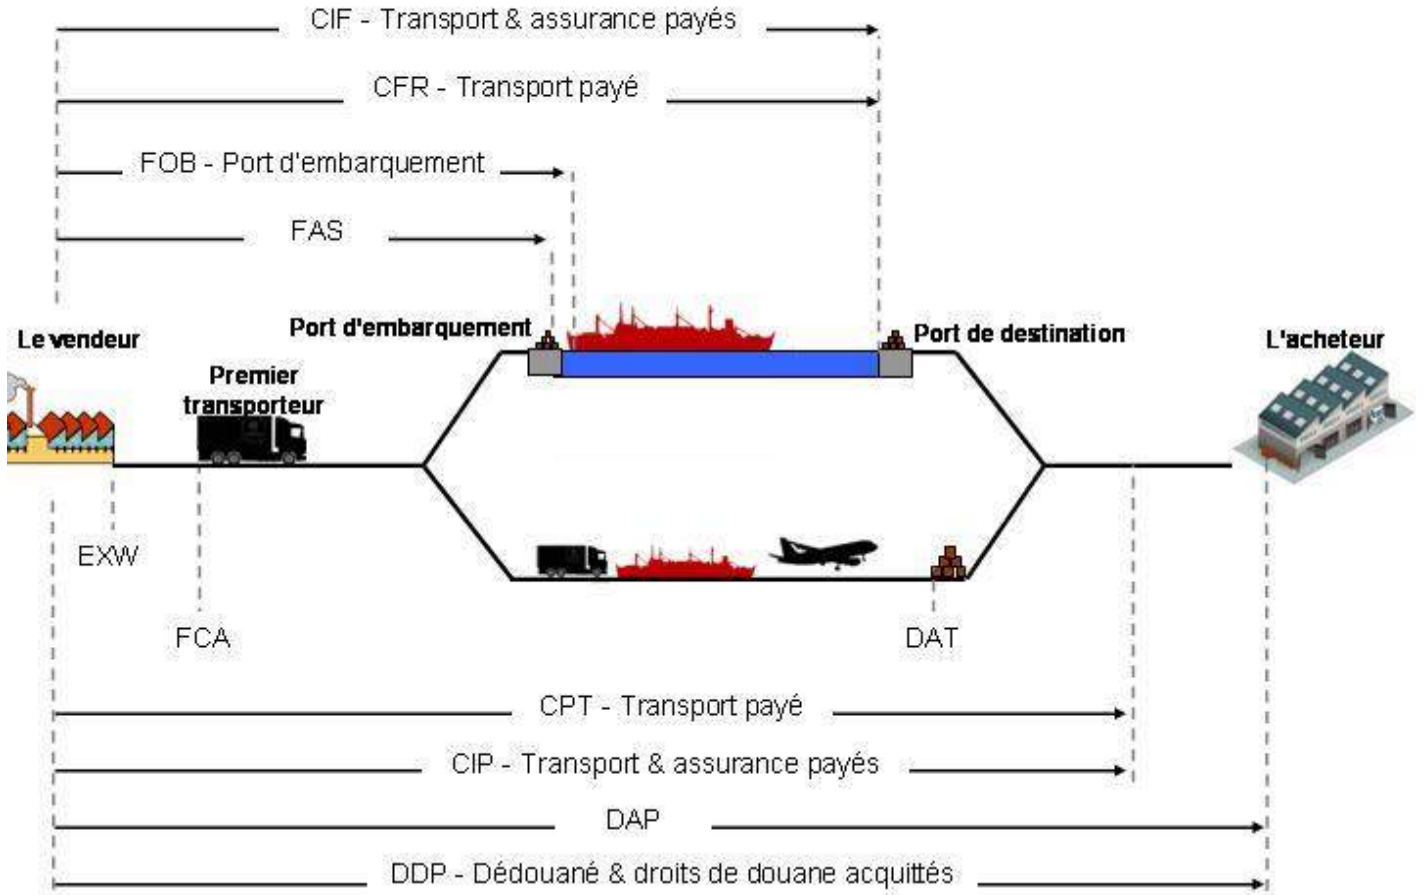 CIF - Transport & assurance payés
CFR - Transport payé
FOB - Port d'embarquement
FAS
Le vendeur
Premier
transporteur
Port d'embarquement
Port de destination
L'acheteur
EXW
FCA
DAT
CPT - Transport payé
CIP - Transport & assurance payés
DAP
DDP - Dédouané & droits de douane acquittés